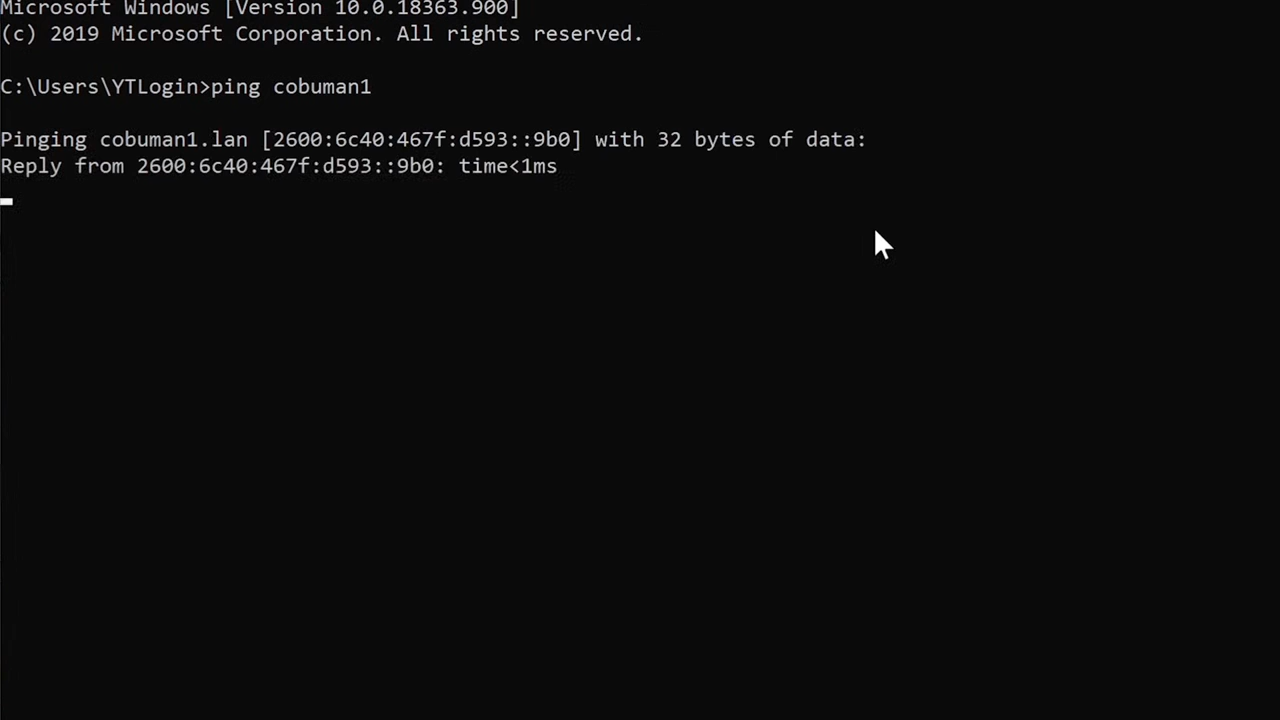 Microsoft Windows [Version 10.0.18363.900]
(c) 2019 Microsoft Corporation. All rights reserved.
C:\Users\YTLogin>ping cobuman1
Pinging cobuman1.lan [2600:6c40:467f:d593::9b0] with 32 bytes of data:
Reply from 2600:6c40:467f:d593::9b0: time<1ms